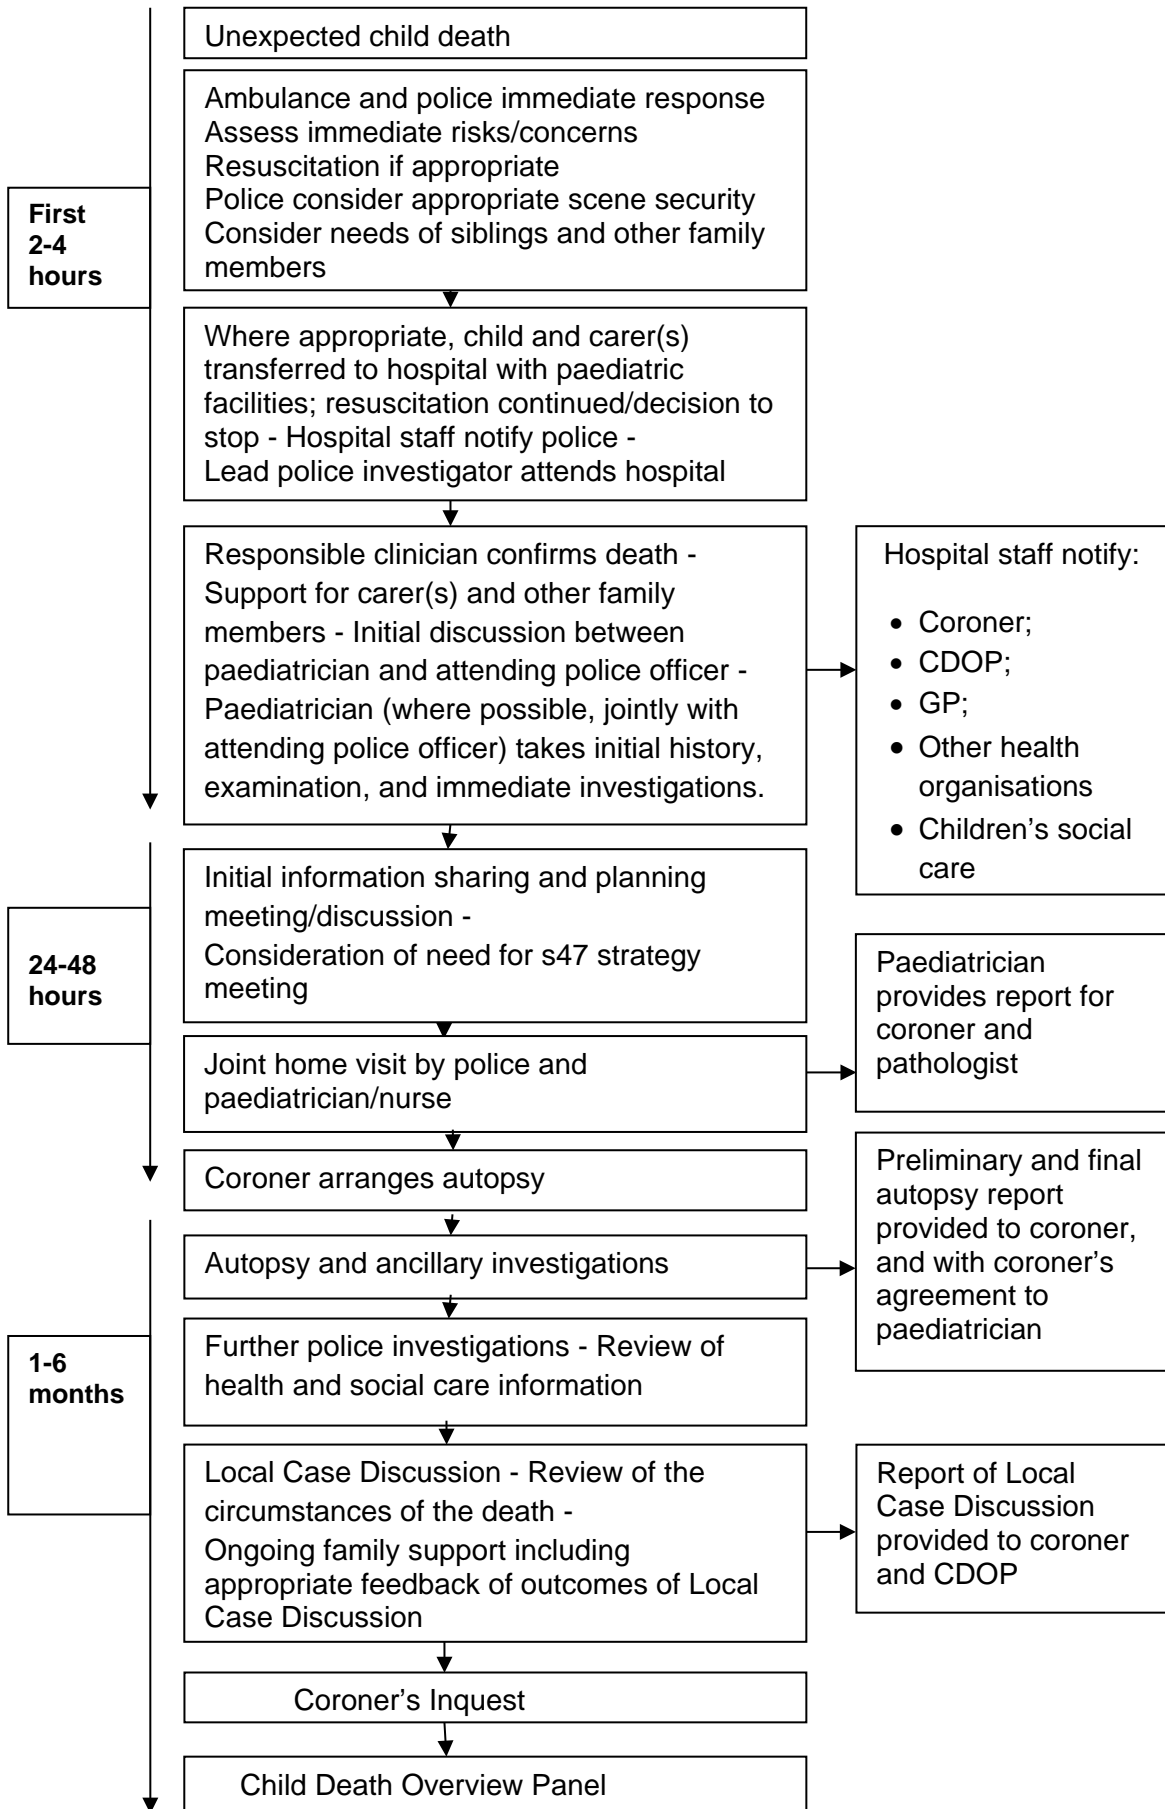 Unexpected child death
Ambulance and police immediate response
Assess immediate risks/concerns
Resuscitation if appropriate
Police consider appropriate scene security
Consider needs of siblings and other family
members
First
2-4
hours
Where appropriate, child and carer(s)
transferred to hospital with paediatric
facilities; resuscitation continued/decision to
stop - Hospital staff notify police -
Lead police investigator attends hospital
Responsible clinician confirms death -
Support for carer(s) and other family
members - Initial discussion between
paediatrician and attending police officer -
Paediatrician (where possible, jointly with
attending police officer) takes initial history,
examination, and immediate investigations.
Hospital staff notify:
• Coroner;
• CDOP;
• GP;
• Other health
organisations
• Children's social
care
24-48
hours
Initial information sharing and planning
meeting/discussion -
Consideration of need for s47 strategy
meeting
Joint home visit by police and
paediatrician/nurse
Paediatrician
provides report for
coroner and
pathologist
Coroner arranges autopsy
Autopsy and ancillary investigations
Preliminary and final
autopsy report
provided to coroner,
and with coroner's
agreement to
paediatrician
1-6
months
Further police investigations - Review of
health and social care information
Local Case Discussion - Review of the
circumstances of the death -
Ongoing family support including
appropriate feedback of outcomes of Local
Case Discussion
Report of Local
Case Discussion
provided to coroner
and CDOP
Coroner's Inquest
Child Death Overview Panel